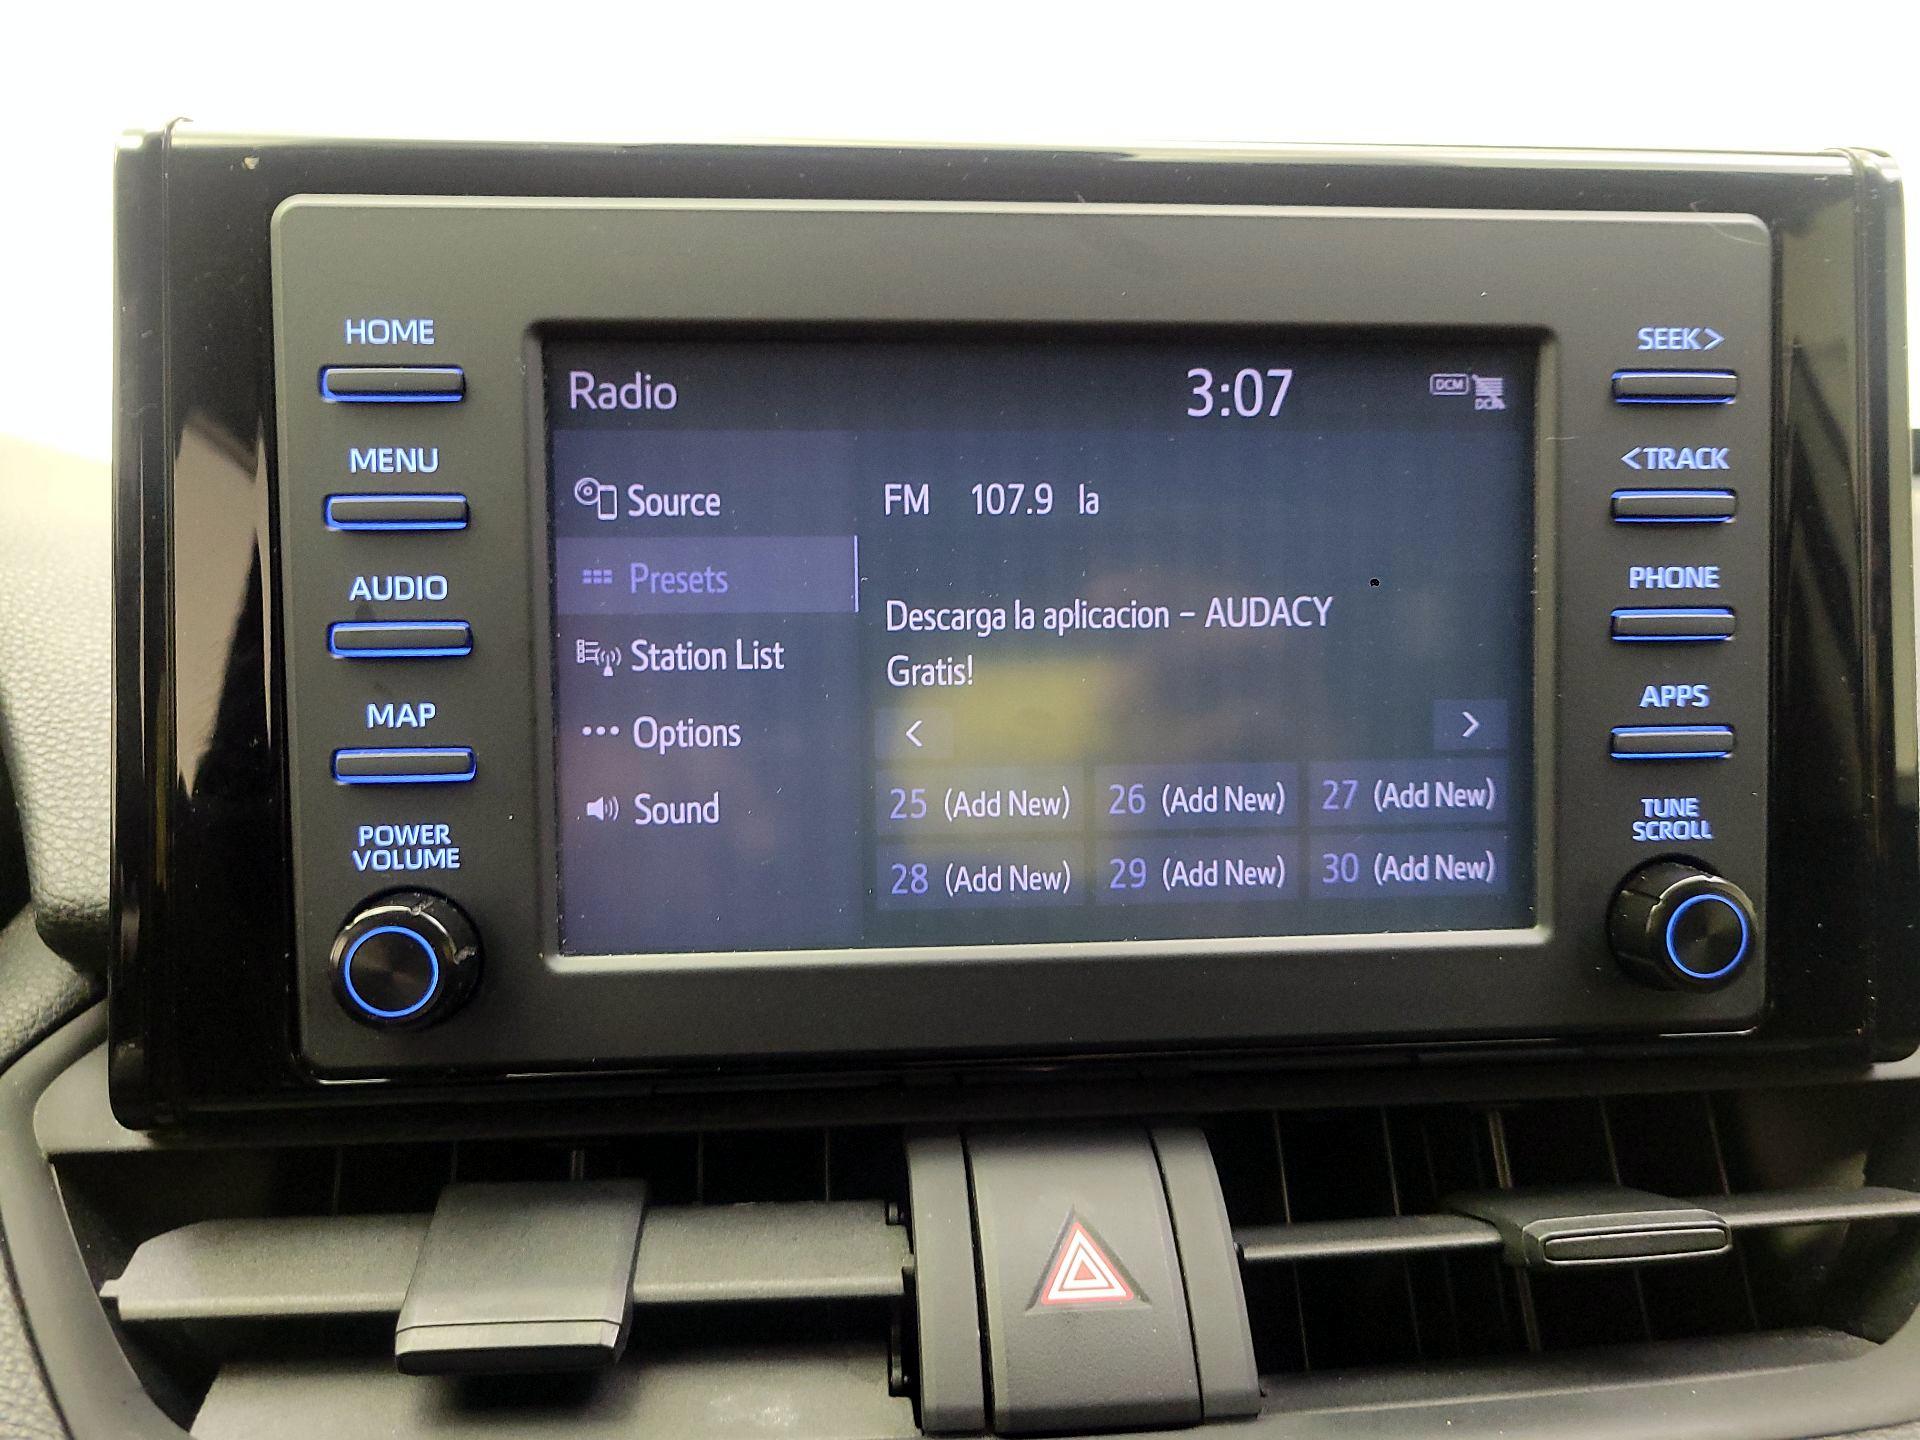 HOME
MENU
AUDIO
MAP
POWER
VOLUME
Radio
3:07
DCM
DCM
Source
Presets
Station List
Options
Sound
FM 107.9 la
Descarga la aplicacion – AUDACY
Gratis!
< >
25 (Add New) 26 (Add New) 27 (Add New)
28 (Add New) 29 (Add New) 30 (Add New)
SEEK>
<TRACK
PHONE
APPS
TUNE
SCROLL